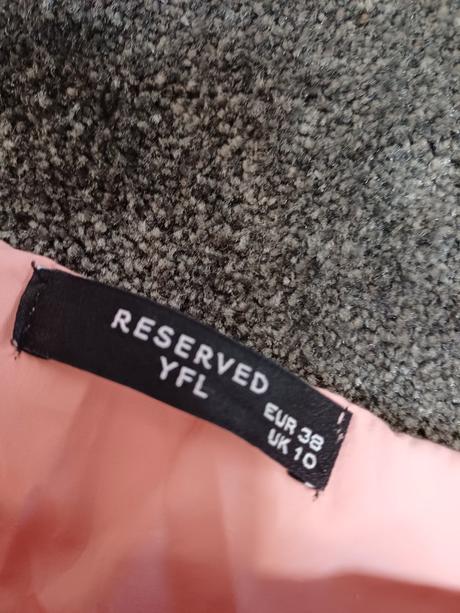 RESERVED
YFL
EUR 38
UK 10